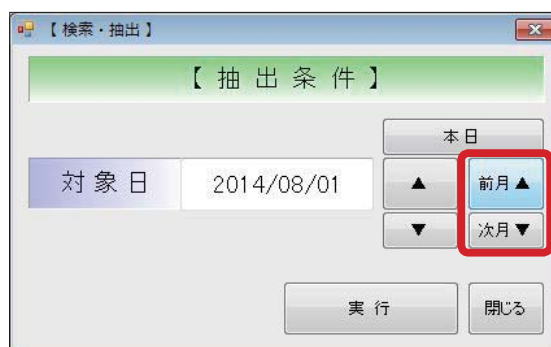 【 検索・抽出 】
【 抽 出 条 件 】
本日
対象日 2014/08/01 ▲ 前月▲
▼ 次月▼
実 行 閉じる